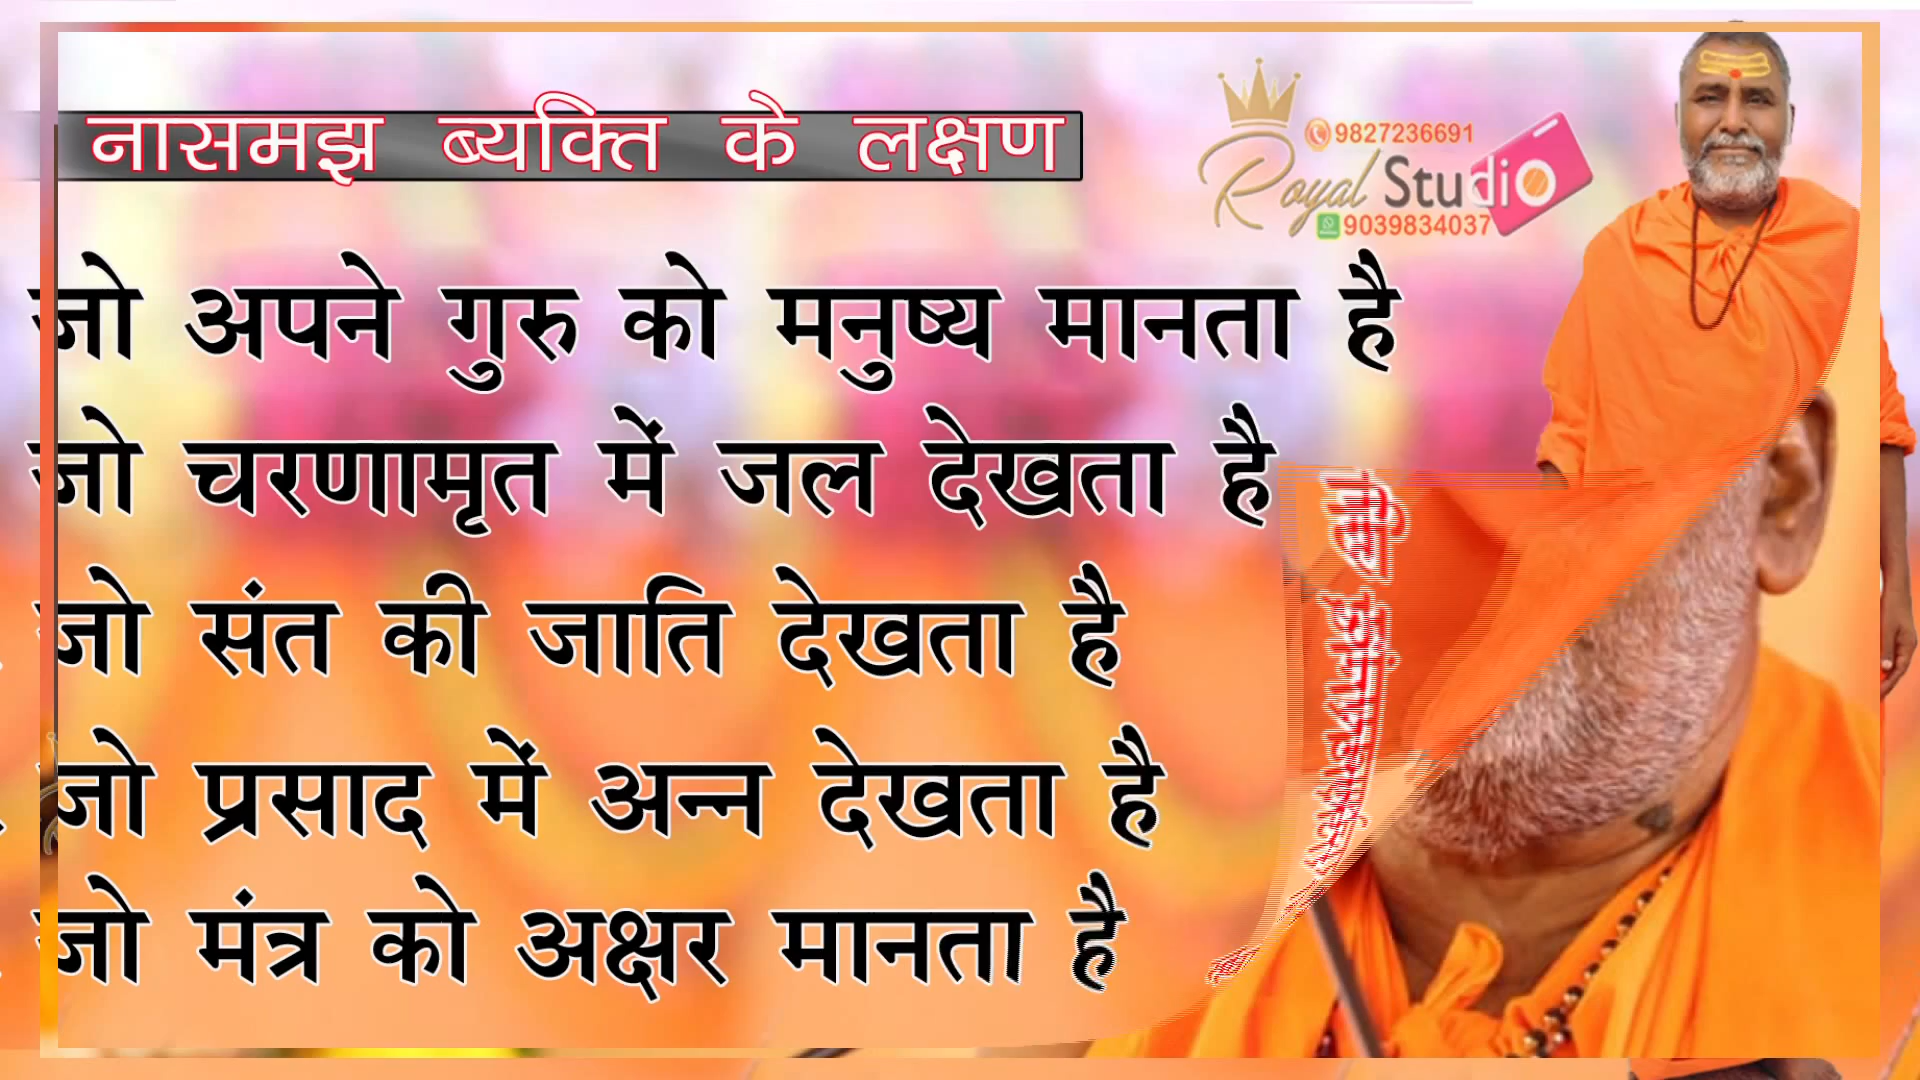 नासमझ ब्यक्ति के लक्षण
9827236691
Royal Studio
9039834037
जो अपने गुरु को मनुष्य मानता है
जो चरणामृत में जल देखता है
जो संत की जाति देखता है
जो प्रसाद में अन्न देखता है
जो मंत्र को अक्षर मानता है